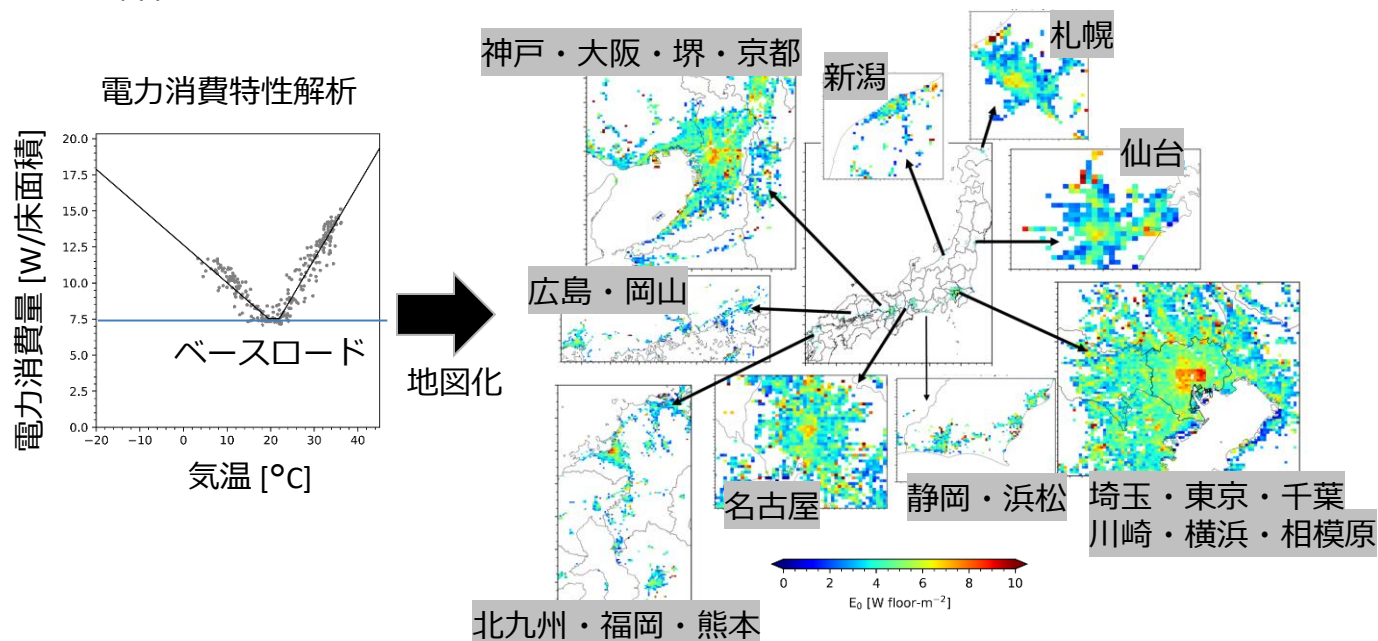 電力消費特性解析
電力消費量 [W/床面積]
20.0
17.5
15.0
12.5
10.0
7.5
5.0
2.5
0.0
−20
−10
0
10
20
30
40
気温 [°C]
ベースロード
地図化
神戸・大阪・堺・京都
新潟
札幌
仙台
広島・岡山
名古屋
静岡・浜松
埼玉・東京・千葉
川崎・横浜・相模原
北九州・福岡・熊本
0 2 4 6 8 10
E₀ [W floor-m⁻²]